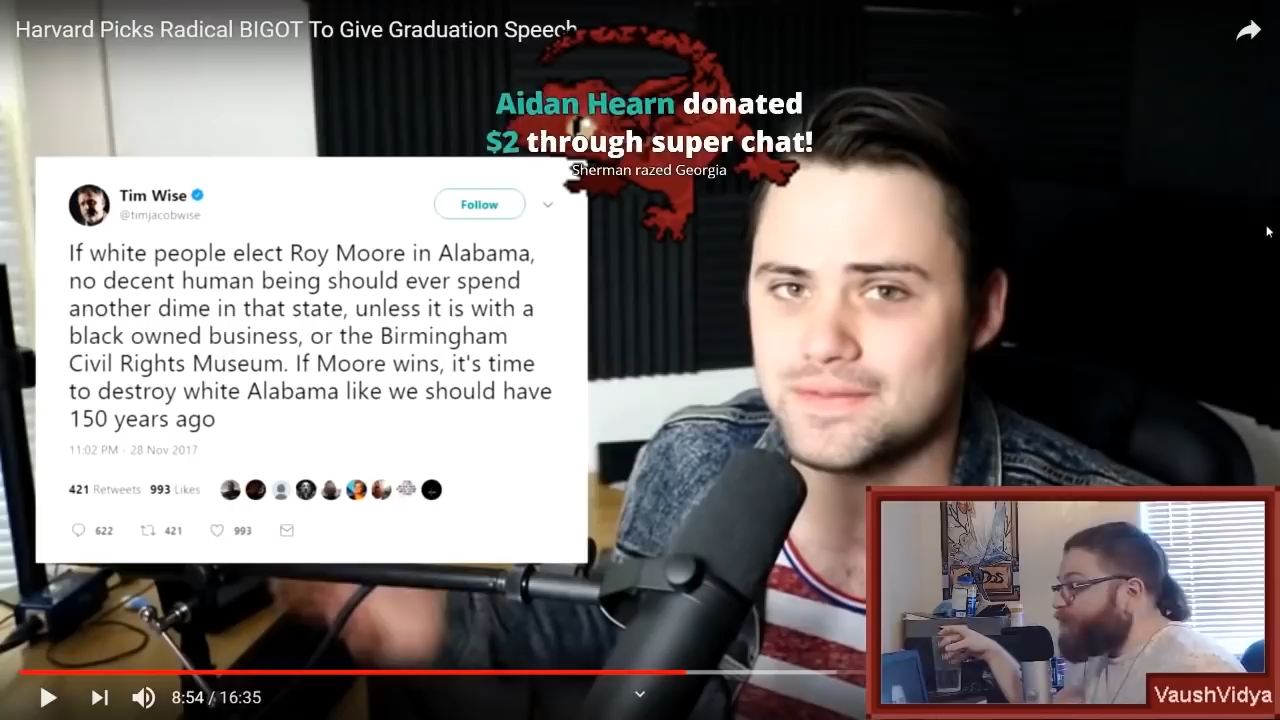 Harvard Picks Radical BIGOT To Give Graduation Speech
Aidan Hearn donated
$2 through super chat!
Sherman razed Georgia
Tim Wise
@timjacobwise
Follow
If white people elect Roy Moore in Alabama,
no decent human being should ever spend
another dime in that state, unless it is with a
black owned business, or the Birmingham
Civil Rights Museum. If Moore wins, it's time
to destroy white Alabama like we should have
150 years ago
11:02 PM - 28 Nov 2017
421 Retweets 993 Likes
622 421 993
8:54 / 16:35
VaushVidya